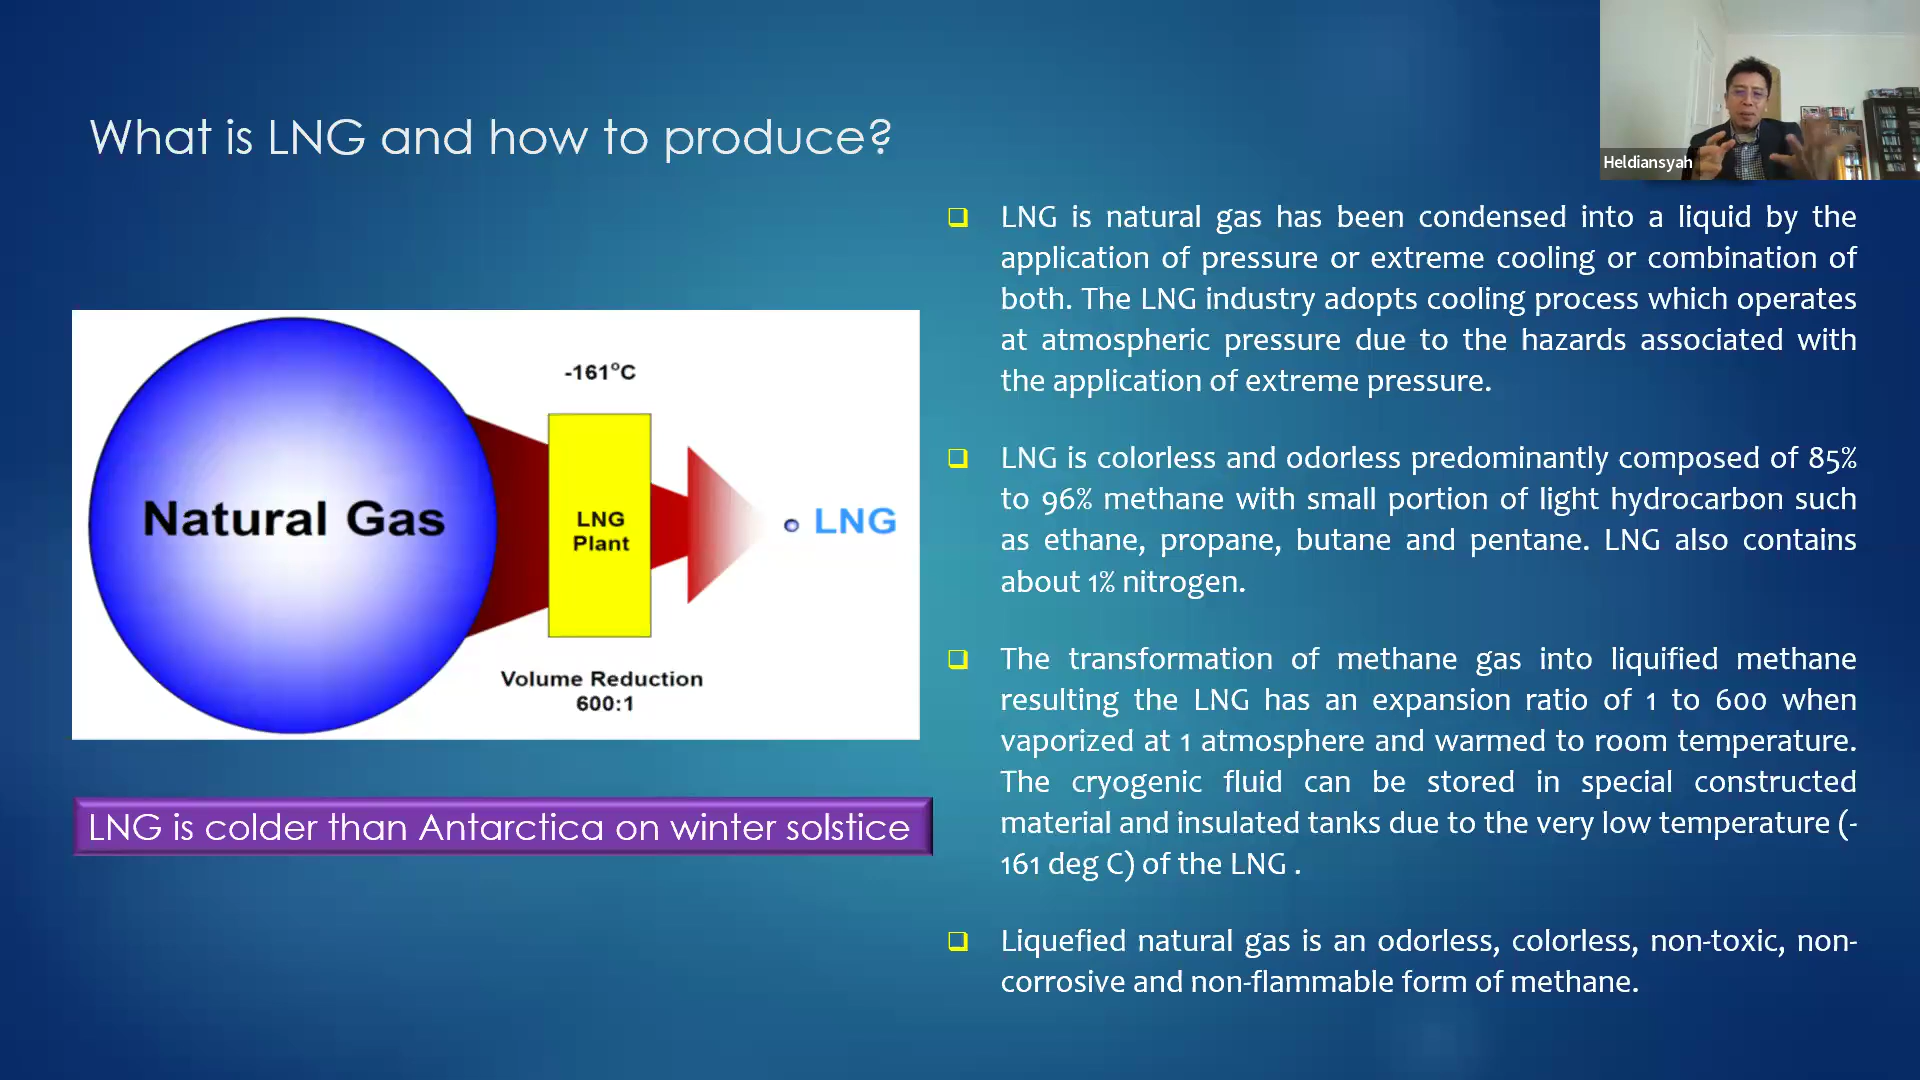 What is LNG and how to produce?
Heldiansyah
LNG is natural gas has been condensed into a liquid by the
application of pressure or extreme cooling or combination of
both. The LNG industry adopts cooling process which operates
at atmospheric pressure due to the hazards associated with
the application of extreme pressure.
LNG is colorless and odorless predominantly composed of 85%
to 96% methane with small portion of light hydrocarbon such
as ethane, propane, butane and pentane. LNG also contains
about 1% nitrogen.
The transformation of methane gas into liquified methane
resulting the LNG has an expansion ratio of 1 to 600 when
vaporized at 1 atmosphere and warmed to room temperature.
The cryogenic fluid can be stored in special constructed
material and insulated tanks due to the very low temperature (-
161 deg C) of the LNG .
Liquefied natural gas is an odorless, colorless, non-toxic, non-
corrosive and non-flammable form of methane.
-161°C
Natural Gas
LNG
Plant
LNG
Volume Reduction
600:1
LNG is colder than Antarctica on winter solstice